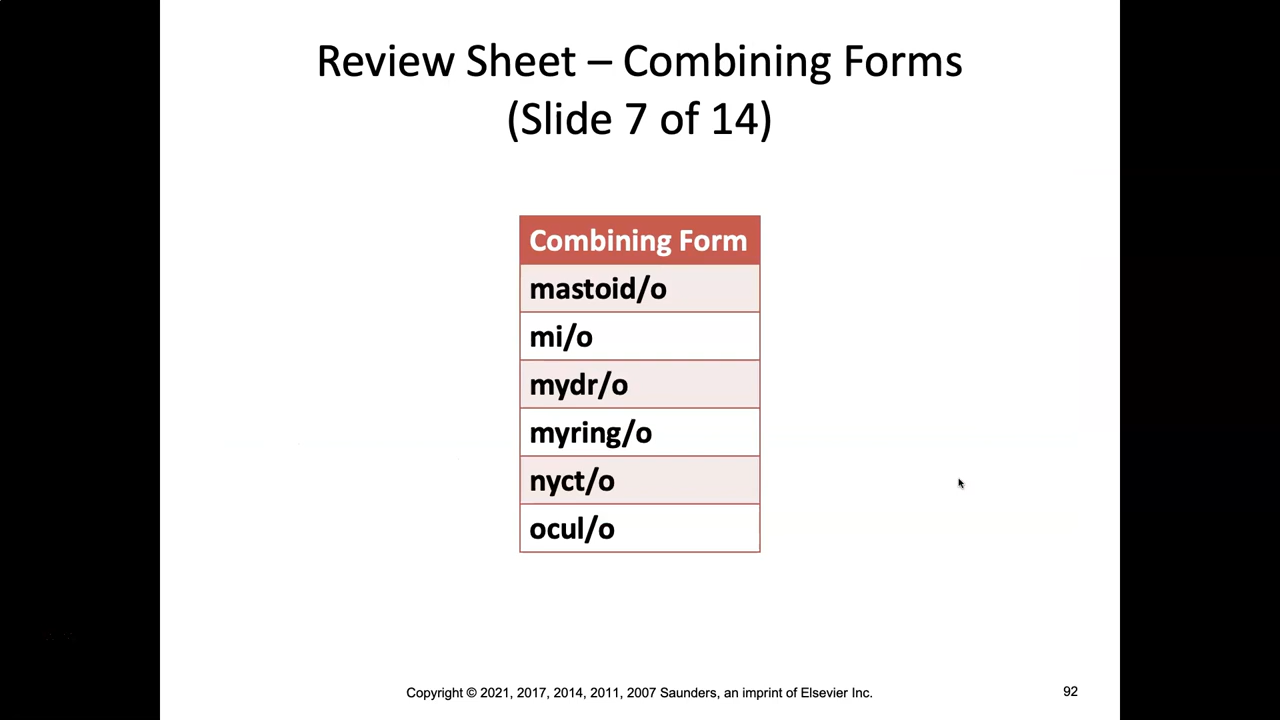 Review Sheet – Combining Forms
(Slide 7 of 14)
Combining Form
mastoid/o
mi/o
mydr/o
myring/o
nyct/o
ocul/o
Copyright © 2021, 2017, 2014, 2011, 2007 Saunders, an imprint of Elsevier Inc.
92